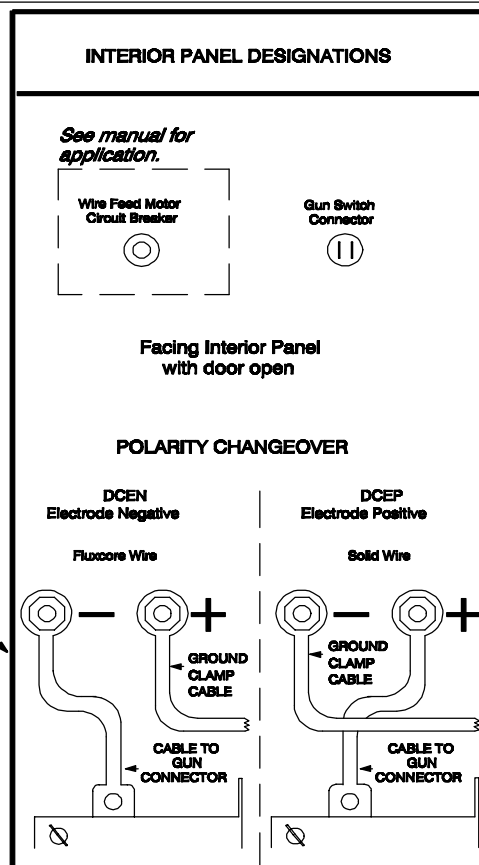 INTERIOR PANEL DESIGNATIONS
See manual for
application.
Wire Feed Motor
Circuit Breaker
Gun Switch
Connector
Facing Interior Panel
with door open
POLARITY CHANGEOVER
DCEN
Electrode Negative
Fluxcore Wire
− +
GROUND
CLAMP
CABLE
CABLE TO
GUN
CONNECTOR
DCEP
Electrode Positive
Solid Wire
− +
GROUND
CLAMP
CABLE
CABLE TO
GUN
CONNECTOR